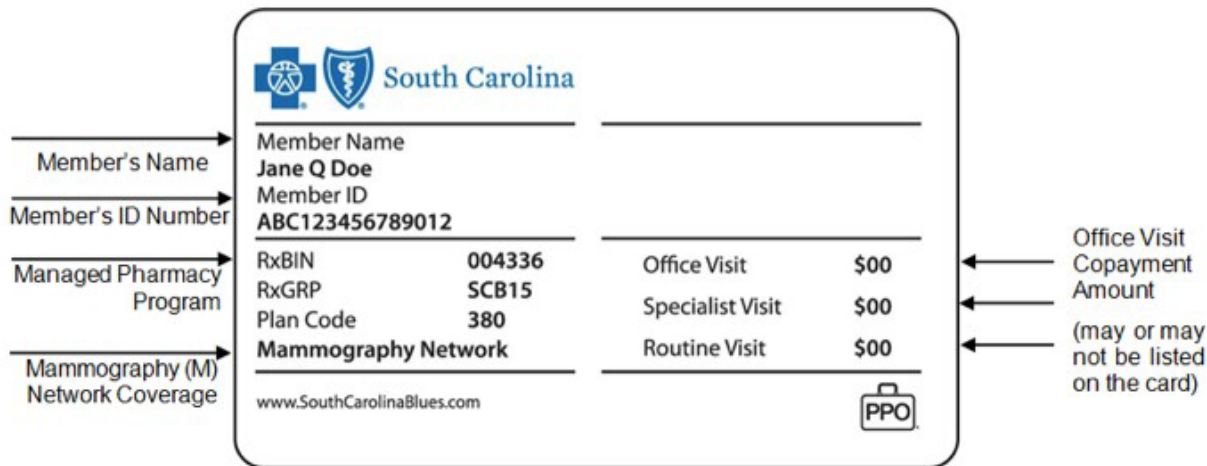 South Carolina
Member's Name
Member Name
Jane Q Doe
Member's ID Number
Member ID
ABC123456789012
Managed Pharmacy
Program
RxBIN 004336
RxGRP SCB15
Plan Code 380
Mammography Network
Mammography (M)
Network Coverage
Office Visit $00
Specialist Visit $00
Routine Visit $00
Office Visit
Copayment
Amount
(may or may
not be listed
on the card)
www.SouthCarolinaBlues.com
PPO